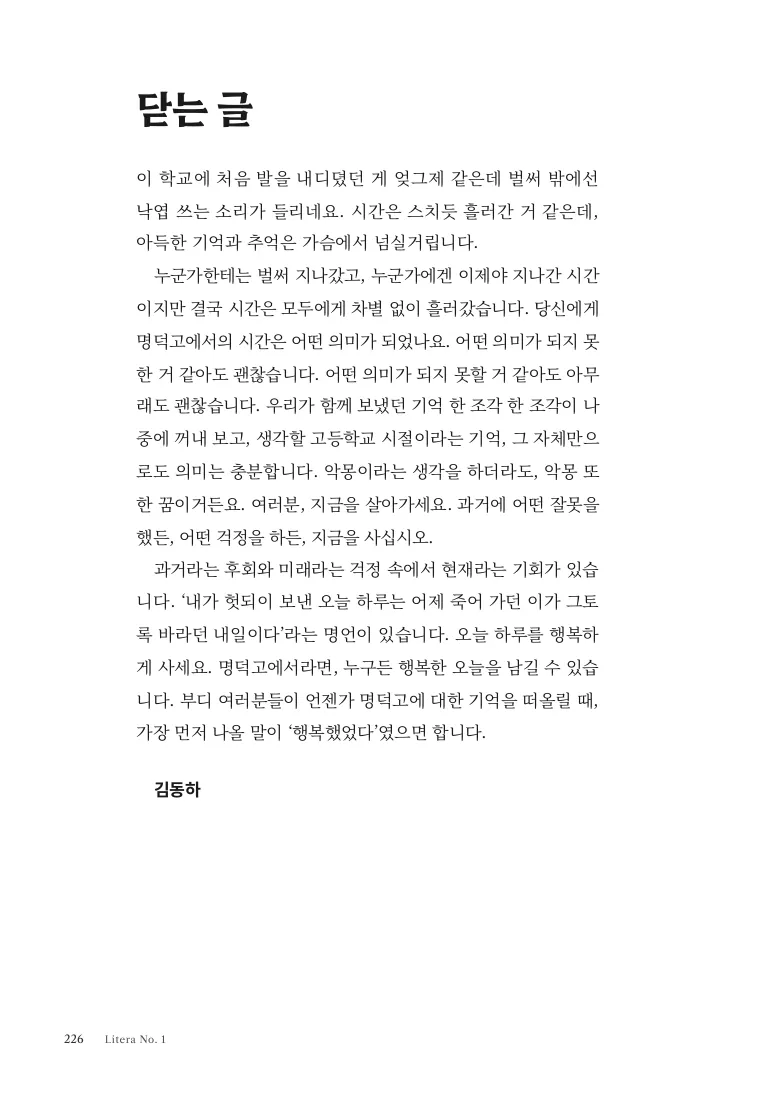 닫는 글
이 학교에 처음 발을 내디뎠던 게 엊그제 같은데 벌써 밖에선
낙엽 쓰는 소리가 들리네요. 시간은 스치듯 흘러간 거 같은데,
아득한 기억과 추억은 가슴에서 넘실거립니다.
누군가한테는 벌써 지나갔고, 누군가에겐 이제야 지나간 시간
이지만 결국 시간은 모두에게 차별 없이 흘러갔습니다. 당신에게
명덕고에서의 시간은 어떤 의미가 되었나요. 어떤 의미가 되지 못
한 거 같아도 괜찮습니다. 어떤 의미가 되지 못할 거 같아도 아무
래도 괜찮습니다. 우리가 함께 보냈던 기억 한 조각 한 조각이 나
중에 꺼내 보고, 생각할 고등학교 시절이라는 기억, 그 자체만으
로도 의미는 충분합니다. 악몽이라는 생각을 하더라도, 악몽 또
한 꿈이거든요. 여러분, 지금을 살아가세요. 과거에 어떤 잘못을
했든, 어떤 걱정을 하든, 지금을 사십시오.
과거라는 후회와 미래라는 걱정 속에서 현재라는 기회가 있습
니다. ‘내가 헛되이 보낸 오늘 하루는 어제 죽어 가던 이가 그토
록 바라던 내일이다’라는 명언이 있습니다. 오늘 하루를 행복하
게 사세요. 명덕고에서라면, 누구든 행복한 오늘을 남길 수 있습
니다. 부디 여러분들이 언젠가 명덕고에 대한 기억을 떠올릴 때,
가장 먼저 나올 말이 ‘행복했었다’였으면 합니다.
김동하
226 Litera No. 1